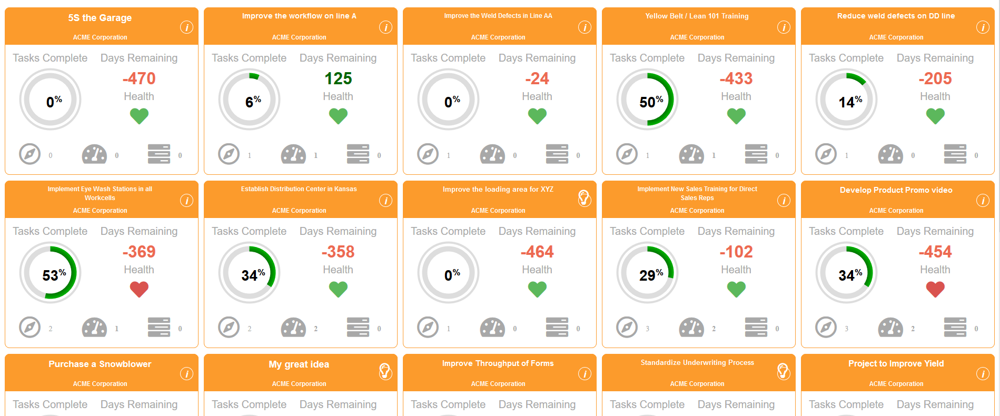 5S the Garage
i
ACME Corporation
Tasks Complete Days Remaining
-470
0%
Health
0 0 0
Improve the workflow on line A
i
ACME Corporation
Tasks Complete Days Remaining
125
6%
Health
1 1 0
Improve the Weld Defects in Line AA
i
ACME Corporation
Tasks Complete Days Remaining
-24
0%
Health
1 0 0
Yellow Belt / Lean 101 Training
i
ACME Corporation
Tasks Complete Days Remaining
-433
50%
Health
1 1 0
Reduce weld defects on DD line
i
ACME Corporation
Tasks Complete Days Remaining
-205
14%
Health
1 0 0
Implement Eye Wash Stations in all
Workcells
i
ACME Corporation
Tasks Complete Days Remaining
-369
53%
Health
2 1 0
Establish Distribution Center in Kansas
i
ACME Corporation
Tasks Complete Days Remaining
-358
34%
Health
2 2 0
Improve the loading area for XYZ
i
ACME Corporation
Tasks Complete Days Remaining
-464
0%
Health
1 0 0
Implement New Sales Training for Direct
Sales Reps
i
ACME Corporation
Tasks Complete Days Remaining
-102
29%
Health
3 2 0
Develop Product Promo video
i
ACME Corporation
Tasks Complete Days Remaining
-454
34%
Health
3 2 0
Purchase a Snowblower
i
ACME Corporation
Tasks Complete Days Remaining
My great idea
i
ACME Corporation
Tasks Complete Days Remaining
Improve Throughput of Forms
i
ACME Corporation
Tasks Complete Days Remaining
Standardize Underwriting Process
i
ACME Corporation
Tasks Complete Days Remaining
Project to Improve Yield
i
ACME Corporation
Tasks Complete Days Remaining